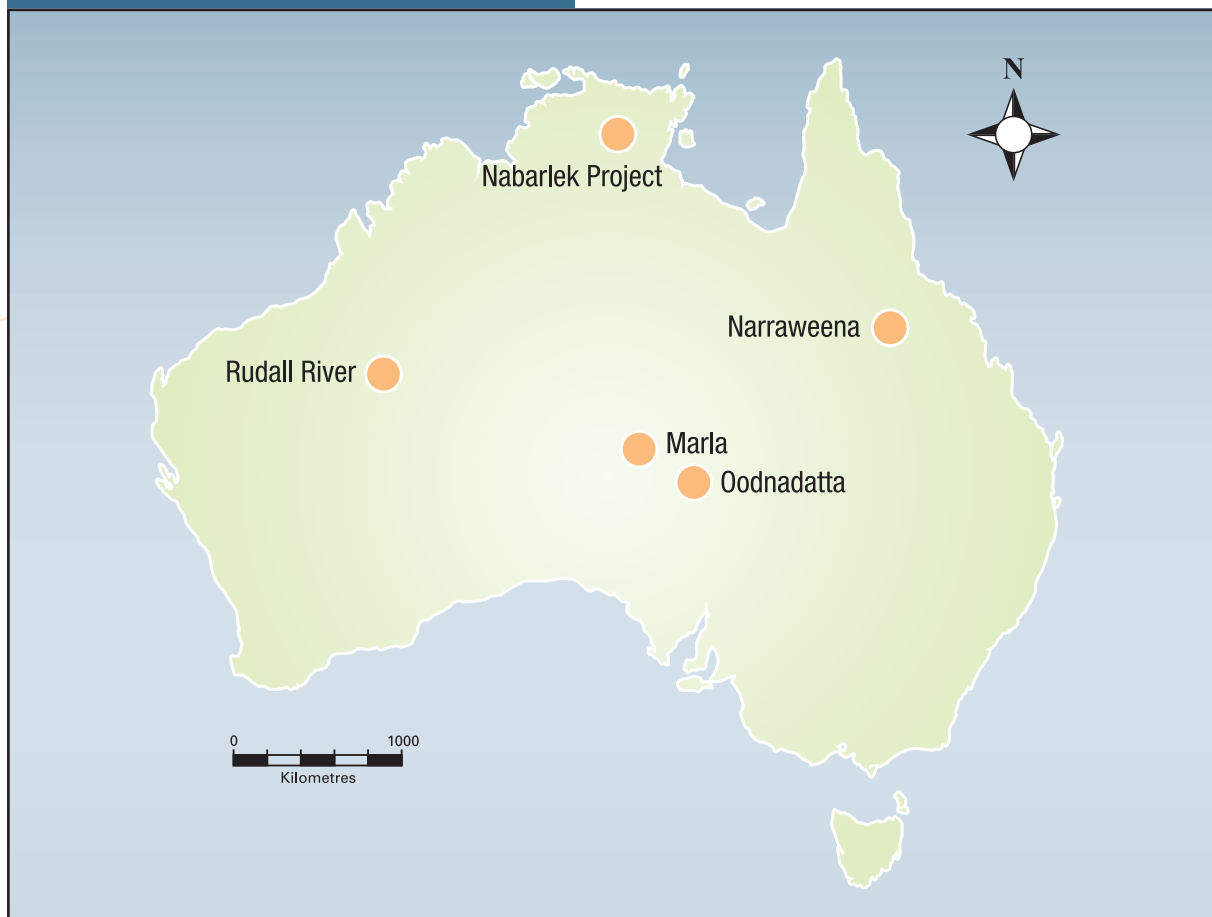 N
Nabarlek Project
Narraweena
Rudall River
Marla
Oodnadatta
0 1000
Kilometres